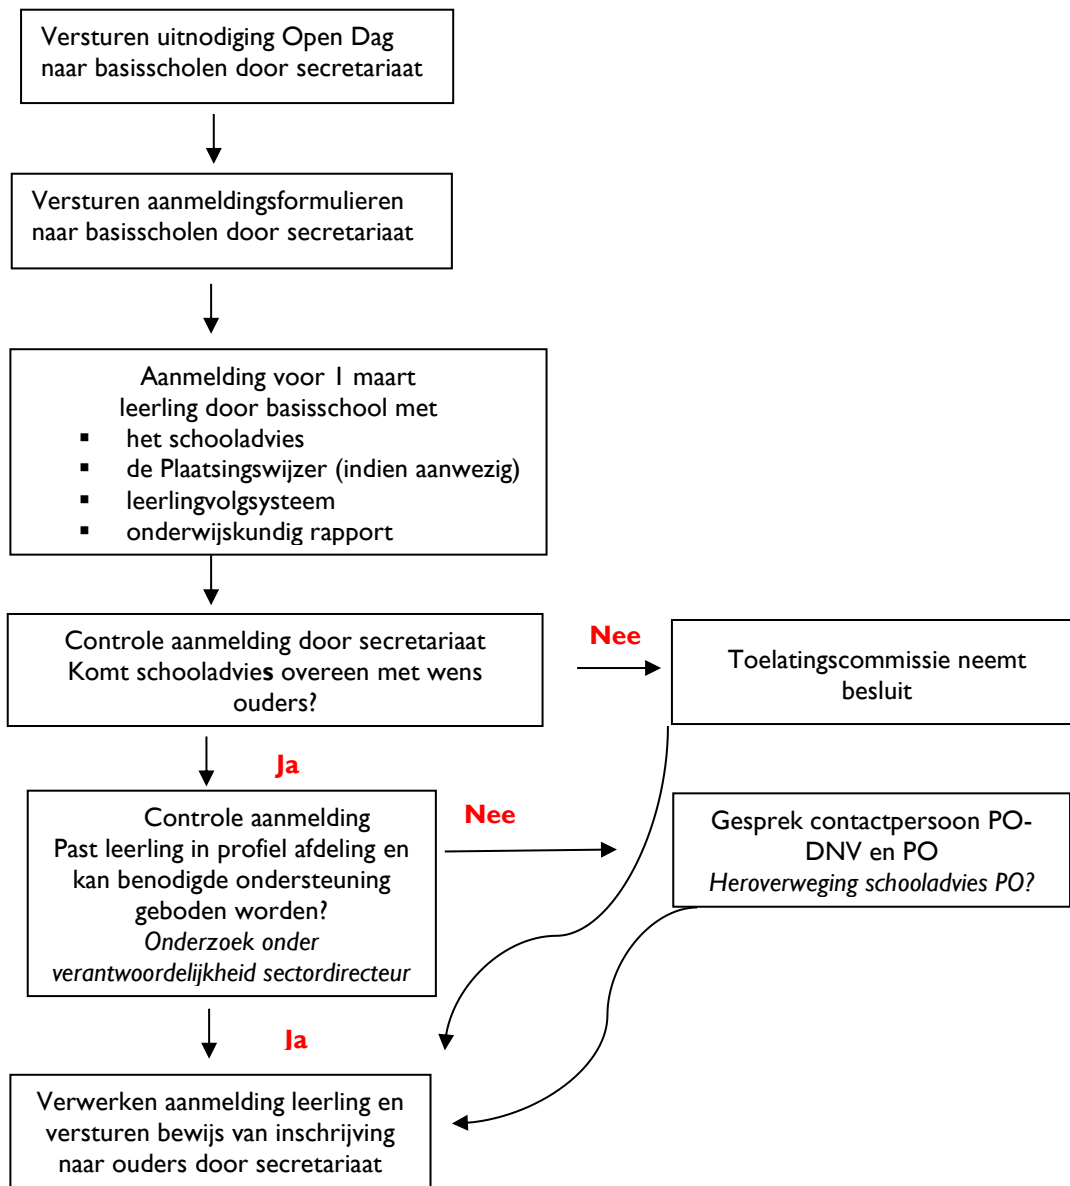 Versturen uitnodiging Open Dag
naar basisscholen door secretariaat
Versturen aanmeldingsformulieren
naar basisscholen door secretariaat
Aanmelding voor 1 maart
leerling door basisschool met
▪ het schooladvies
▪ de Plaatsingswijzer (indien aanwezig)
▪ leerlingvolgsysteem
▪ onderwijskundig rapport
Controle aanmelding door secretariaat
Komt schooladvies overeen met wens
ouders?
Nee
Toelatingscommissie neemt
besluit
Ja
Controle aanmelding
Past leerling in profiel afdeling en
kan benodigde ondersteuning
geboden worden?
Onderzoek onder
verantwoordelijkheid sectordirecteur
Nee
Gesprek contactpersoon PO-
DNV en PO
Heroverweging schooladvies PO?
Ja
Verwerken aanmelding leerling en
versturen bewijs van inschrijving
naar ouders door secretariaat